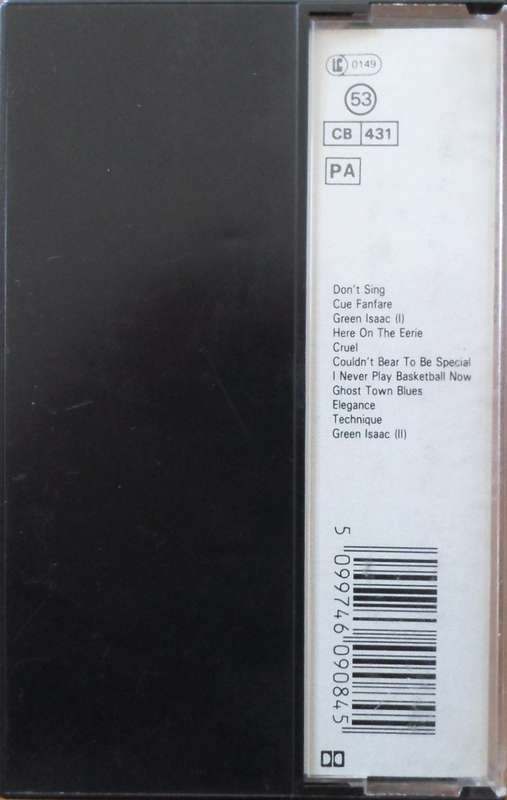 LC 0149
53
CB 431
PA
Don't Sing
Cue Fanfare
Green Isaac (I)
Here On The Eerie
Cruel
Couldn't Bear To Be Special
I Never Play Basketball Now
Ghost Town Blues
Elegance
Technique
Green Isaac (II)
5 099746 090845